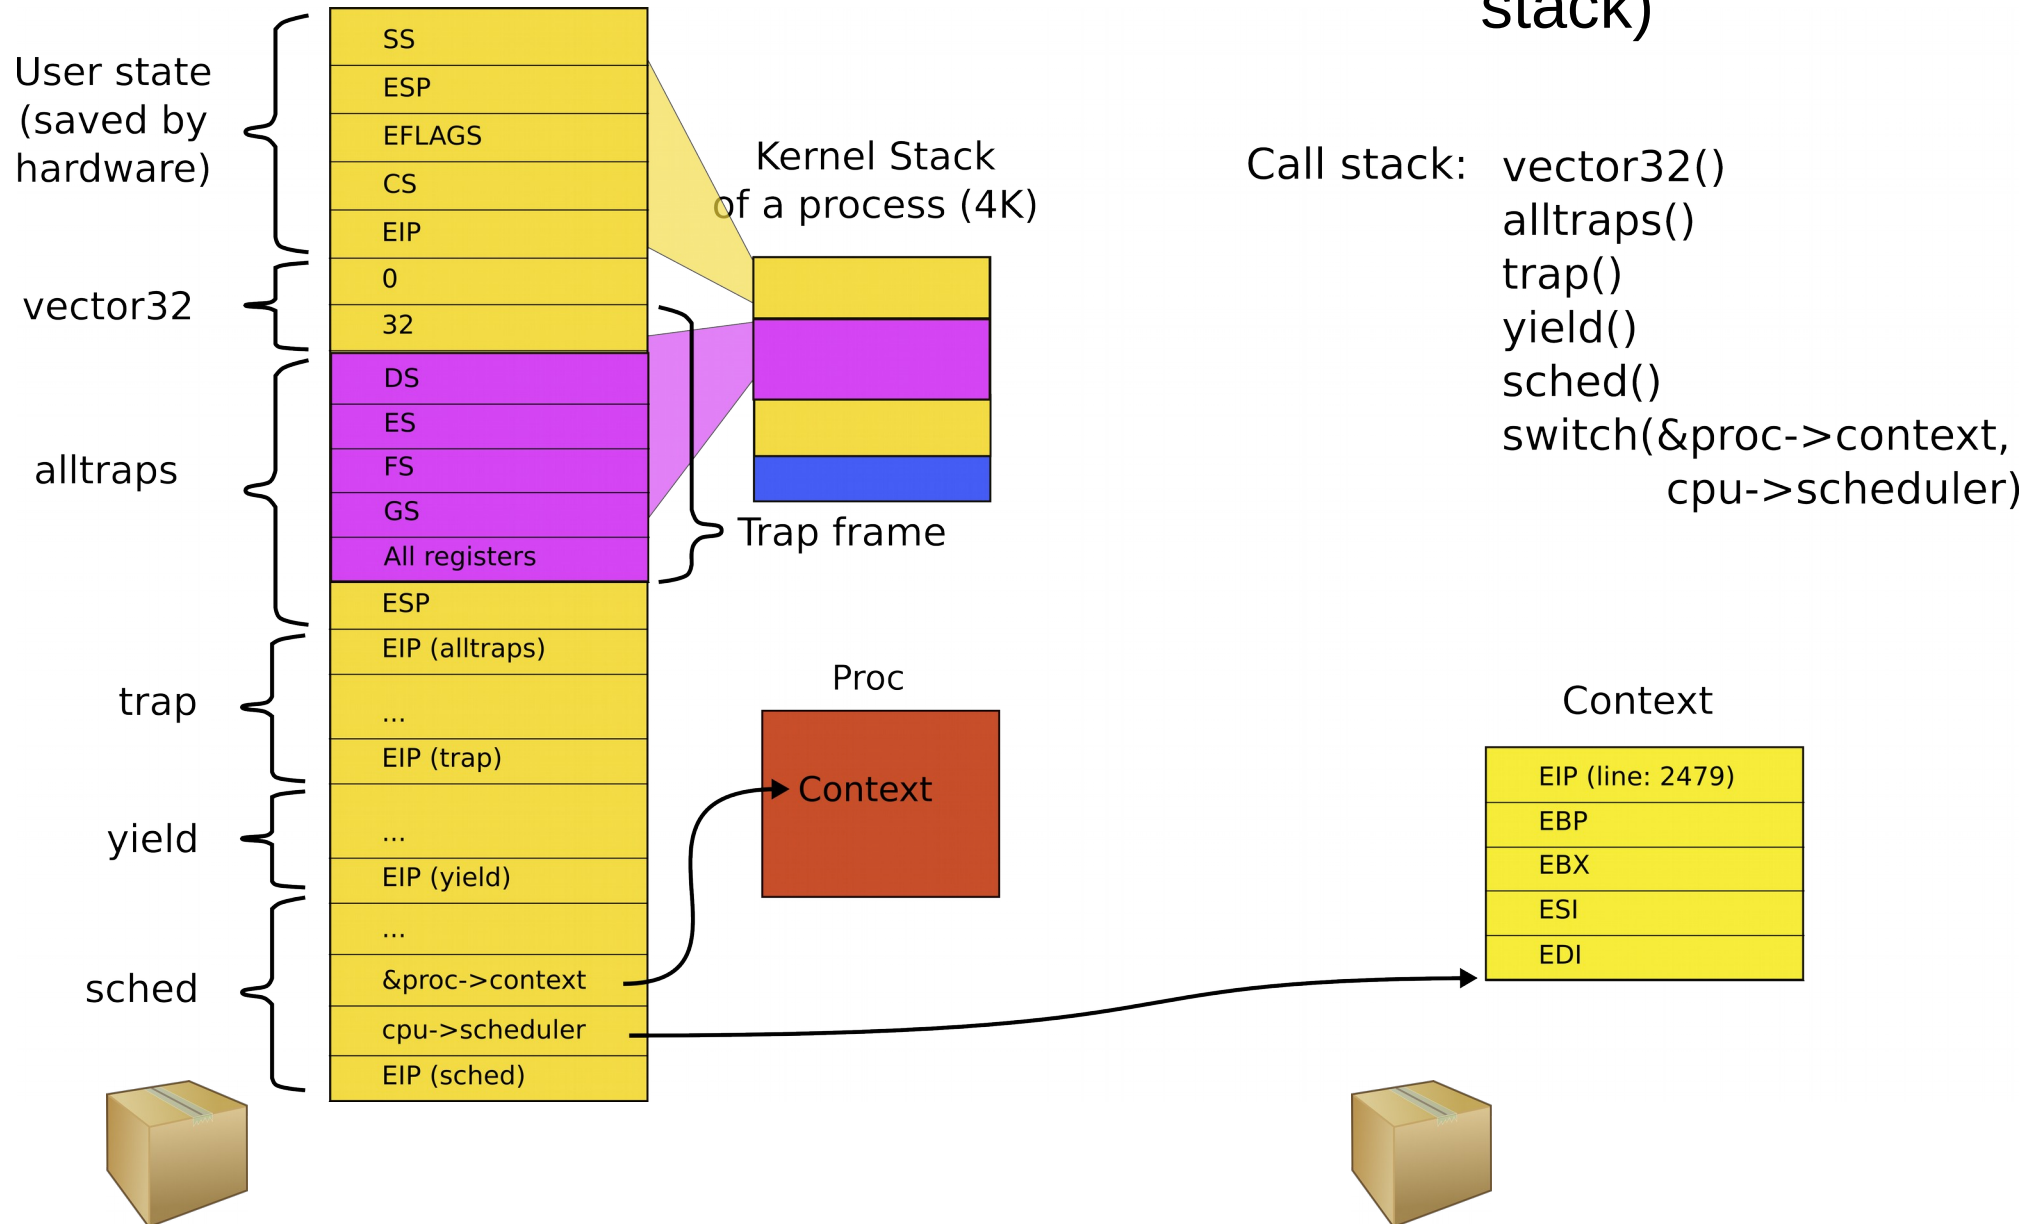 stack)
User state
(saved by
hardware)
vector32
alltraps
trap
yield
sched
SS
ESP
EFLAGS
CS
EIP
0
32
DS
ES
FS
GS
All registers
ESP
EIP (alltraps)
...
EIP (trap)
...
EIP (yield)
...
&proc->context
cpu->scheduler
EIP (sched)
Kernel Stack
of a process (4K)
Trap frame
Proc
Context
Call stack: vector32()
alltraps()
trap()
yield()
sched()
switch(&proc->context,
cpu->scheduler)
Context
EIP (line: 2479)
EBP
EBX
ESI
EDI